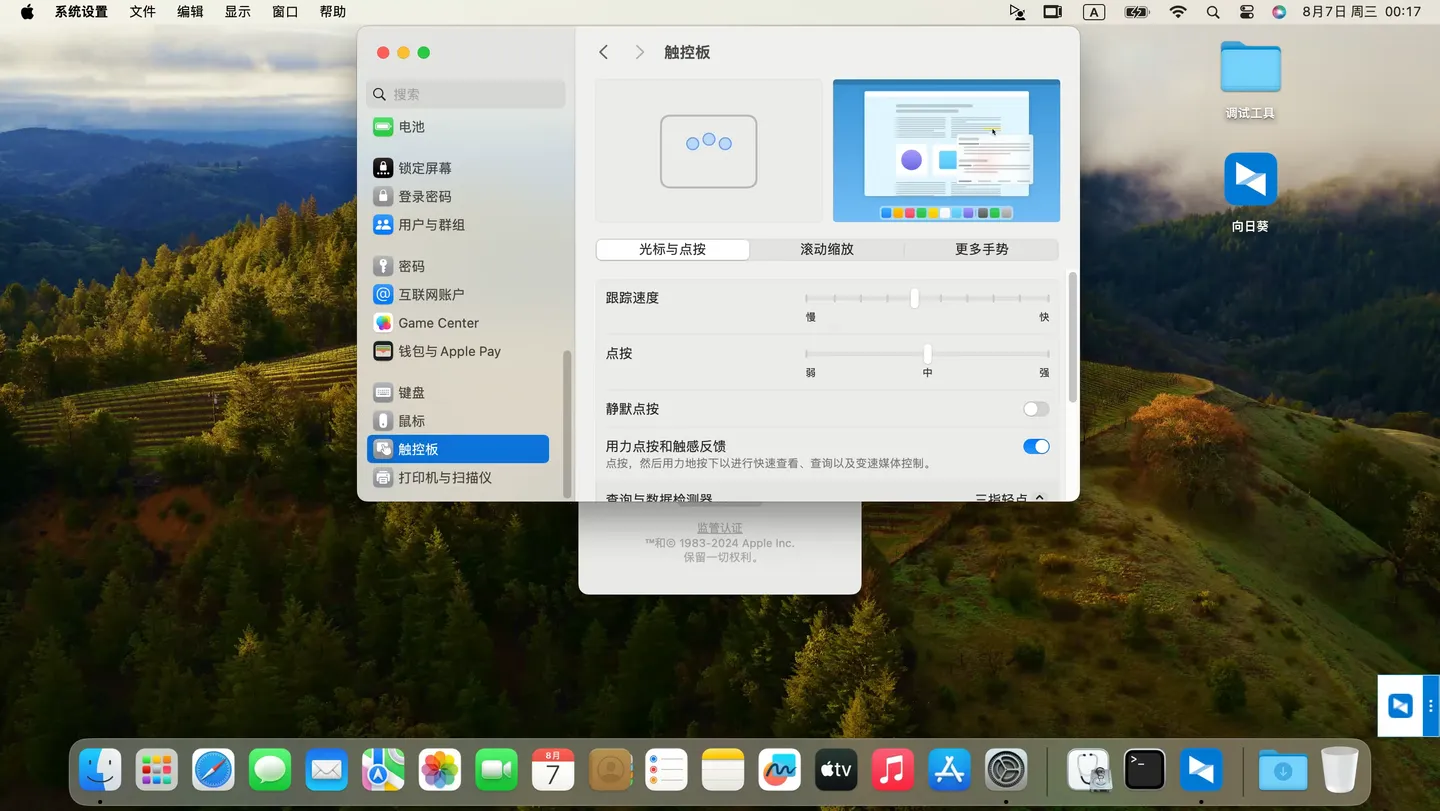 系统设置 文件 编辑 显示 窗口 帮助 A 8月7日 周三 00:17
触控板
搜索
电池
锁定屏幕
登录密码
用户与群组
密码
互联网账户
Game Center
钱包与 Apple Pay
键盘
鼠标
触控板
打印机与扫描仪
光标与点按 滚动缩放 更多手势
跟踪速度
慢 快
点按
弱 中 强
静默点按
用力点按和触感反馈
点按，然后用力地按下以进行快速查看、查询以及变速媒体控制。
查询与数据检测器 三指轻点
监管认证
™和© 1983-2024 Apple Inc.
保留一切权利。
调试工具
向日葵
8月
7
tv
>_